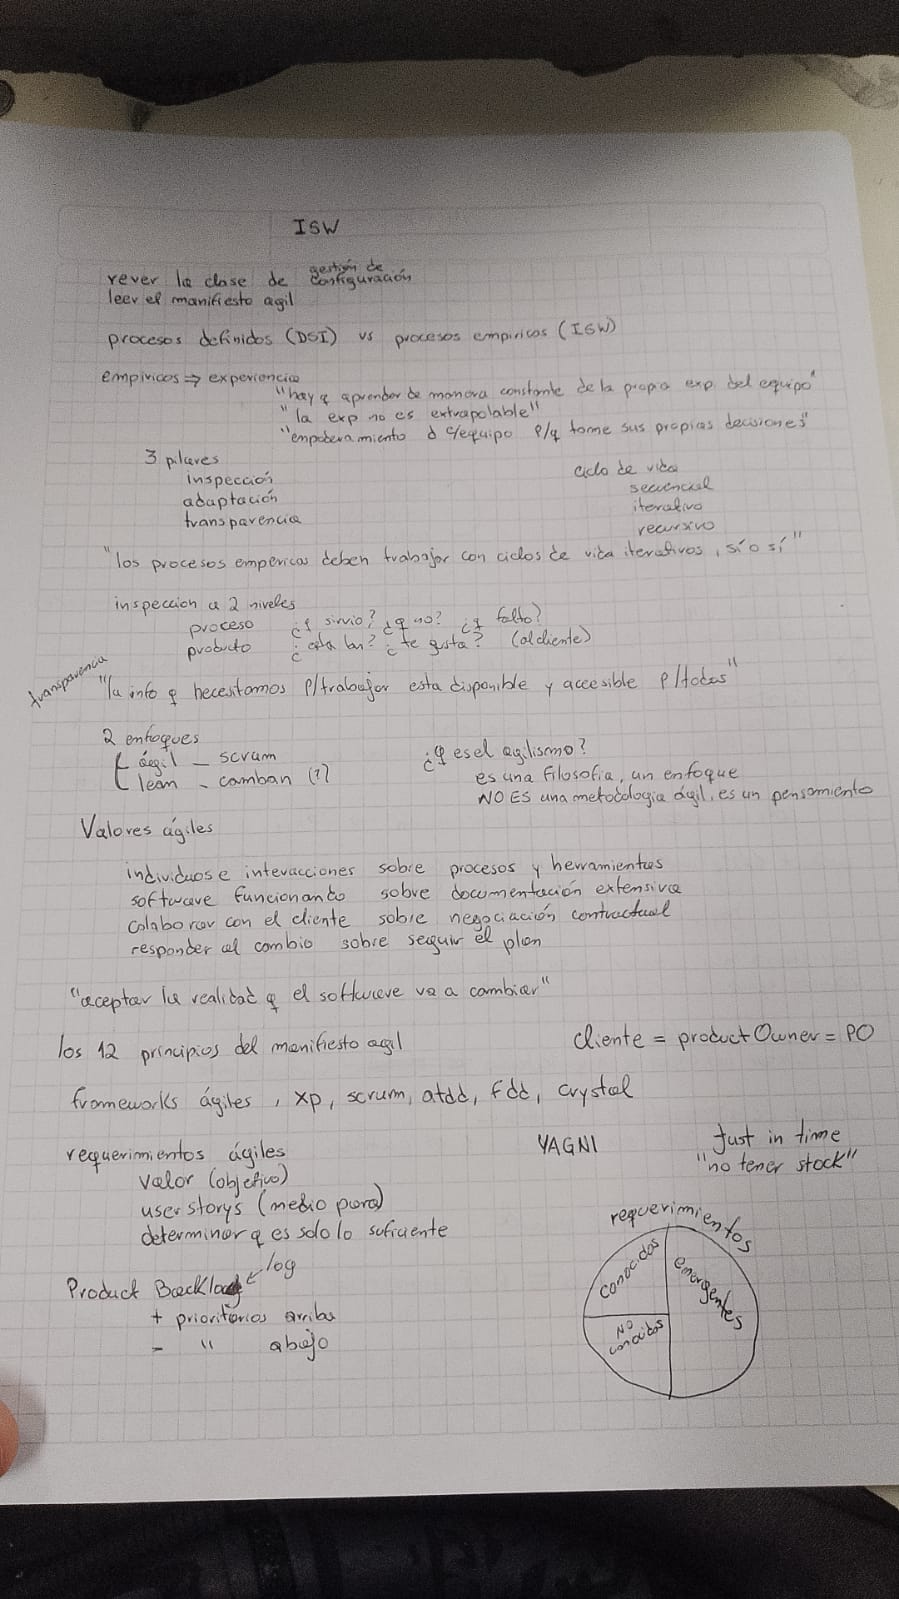 ISW
rever la clase de gestión de configuración
leer el manifiesto agil
procesos definidos (DSI) vs procesos empiricos (ISW)
empiricos ⇒ experiencia
"hay q aprender de manera constante de la propia exp. del equipo"
"la exp no es extrapolable"
"empoderamiento d c/equipo p/q tome sus propias decisiones"
3 pilares
inspección
adaptación
transparencia
ciclo de vida
secuencial
iterativo
recursivo
"los procesos empericos deben trabajar con ciclos de vida iterativos, sí o sí"
inspeccion a 2 niveles
proceso ¿q sirvio? ¿q no? ¿q falto?
producto ¿esta bn? ¿te gusta? (al cliente)
transparencia
"la info q necesitamos p/trabajar esta disponible y accesible p/todos"
2 enfoques
ágil - scrum
lean - camban (?)
¿q es el agilismo?
es una filosofia, un enfoque
NO ES una metodologia ágil, es un pensamiento
Valores ágiles
individuos e interacciones sobre procesos y herramientas
software funcionando sobre documentación extensiva
colaborar con el cliente sobre negociación contractual
responder al cambio sobre seguir el plan
"aceptar la realidad q el software va a cambiar"
los 12 principios del manifiesto agil
cliente = product Owner = PO
frameworks ágiles, xp, scrum, atdd, fdd, crystal
requerimientos ágiles
valor (objetivo)
user storys (medio para)
determinar q es solo lo suficiente
YAGNI
Just in time
"no tener stock"
Product Backlog
log
+ prioritarios arriba
- " abajo
requerimientos
conocidos
emergentes
NO
conocidos